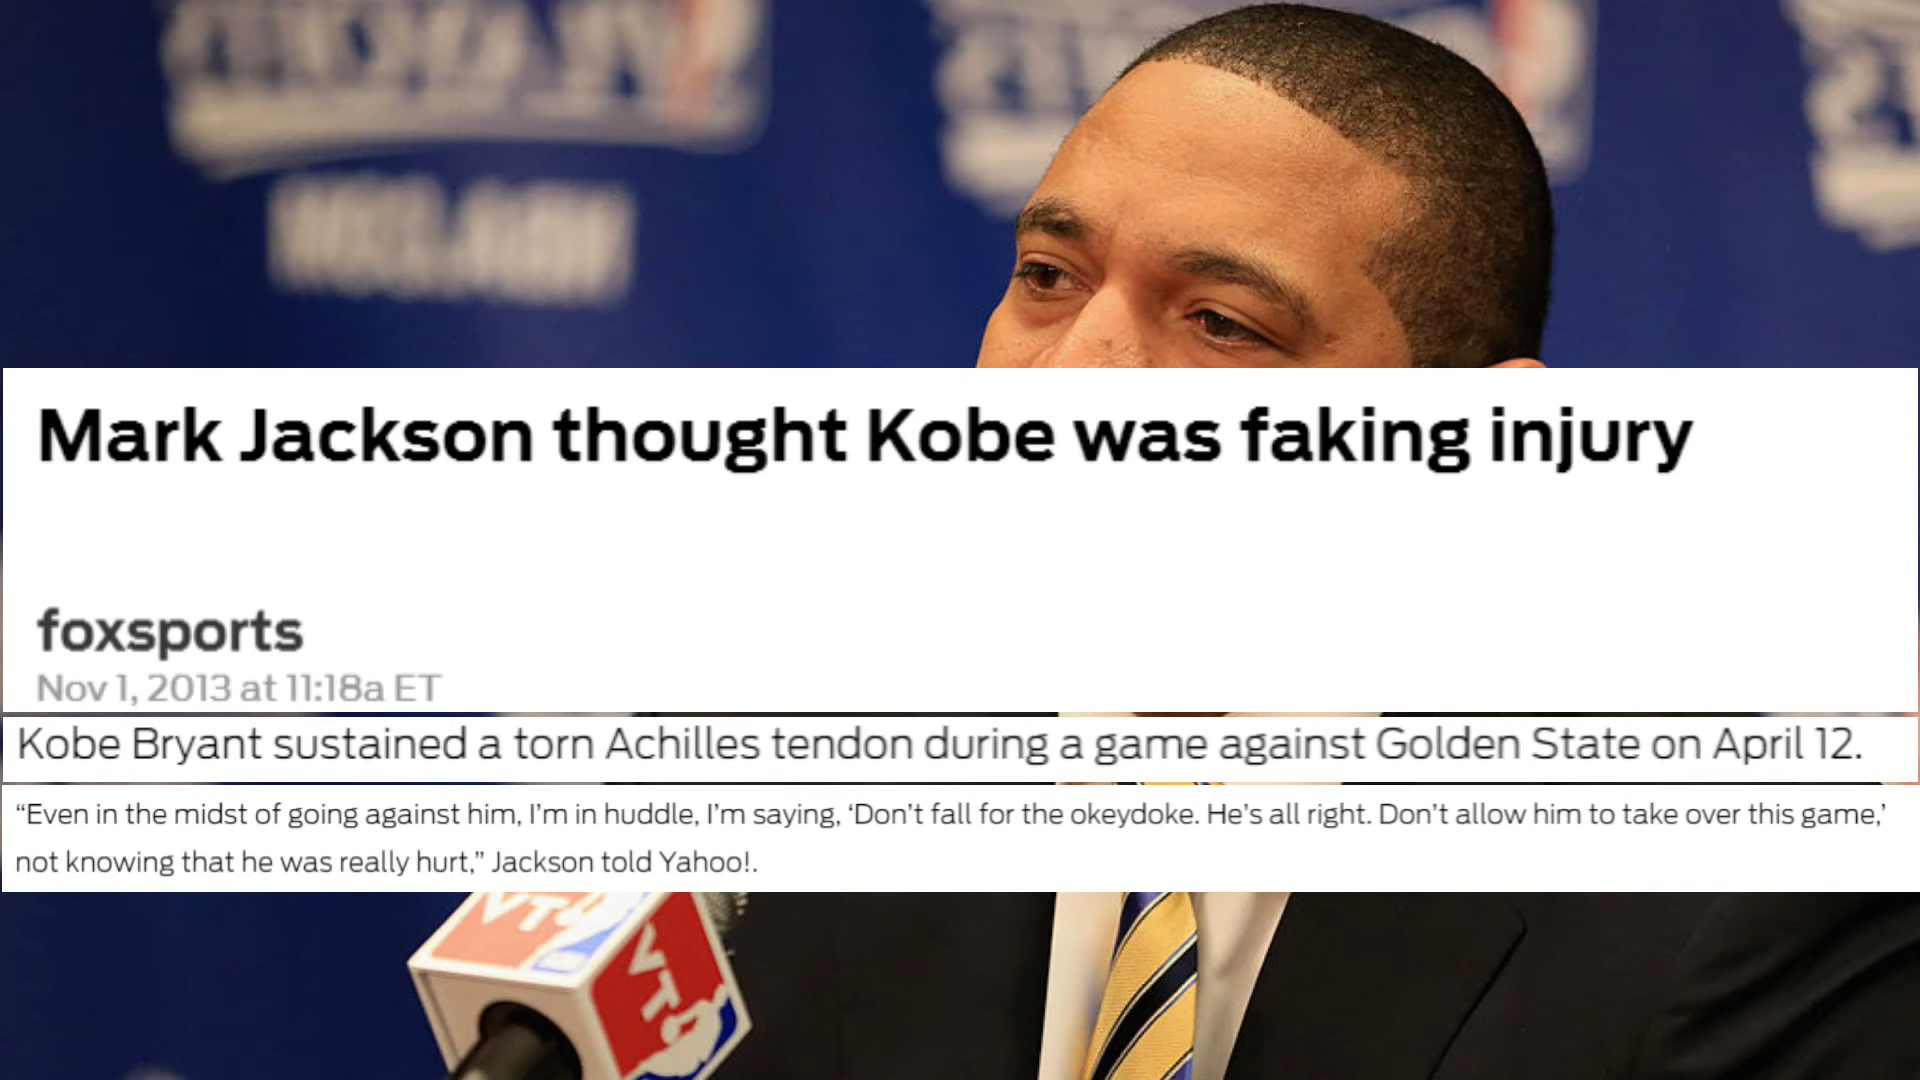 Mark Jackson thought Kobe was faking injury
foxsports
Nov 1, 2013 at 11:18a ET
Kobe Bryant sustained a torn Achilles tendon during a game against Golden State on April 12.
“Even in the midst of going against him, I’m in huddle, I’m saying, ‘Don’t fall for the okeydoke. He’s all right. Don’t allow him to take over this game,’
not knowing that he was really hurt,” Jackson told Yahoo!.